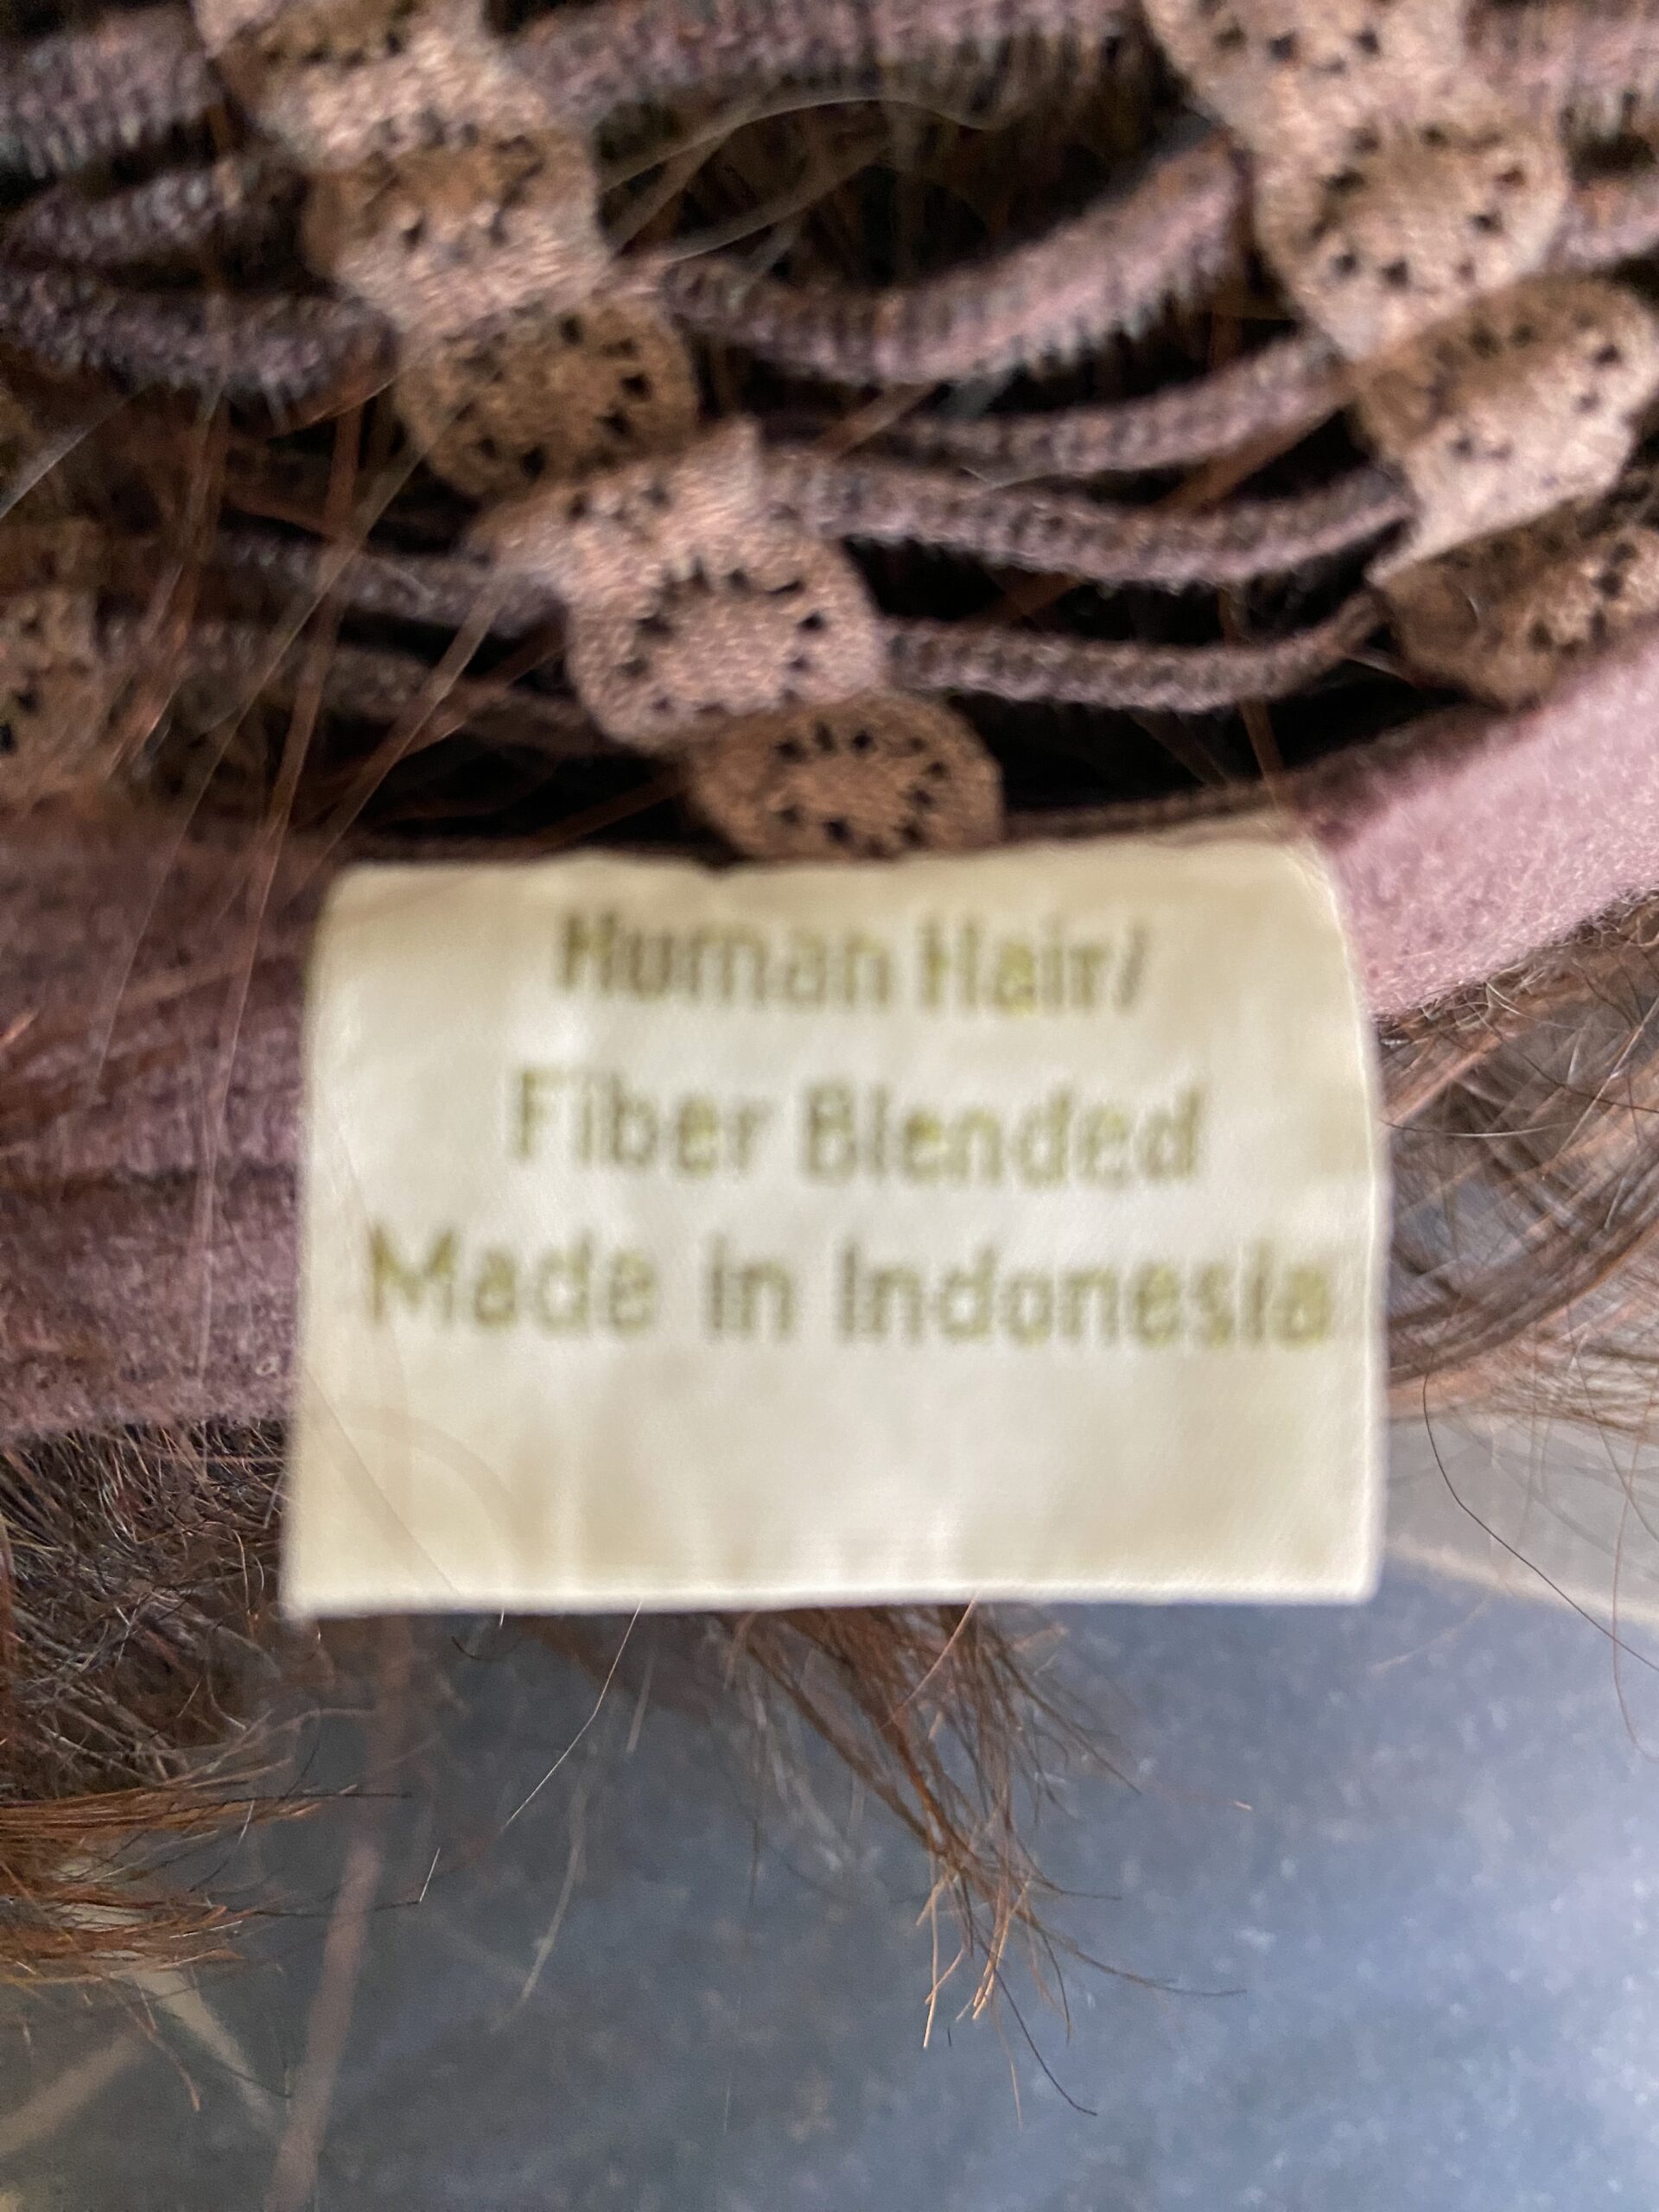 Human Hair/
Fiber Blended
Made in Indonesia